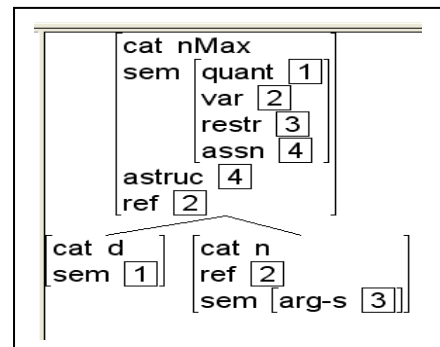 cat nMax
sem [quant 1
var 2
restr 3
assn 4]
astruc 4
ref 2
cat d
sem 1
cat n
ref 2
sem [arg-s 3]